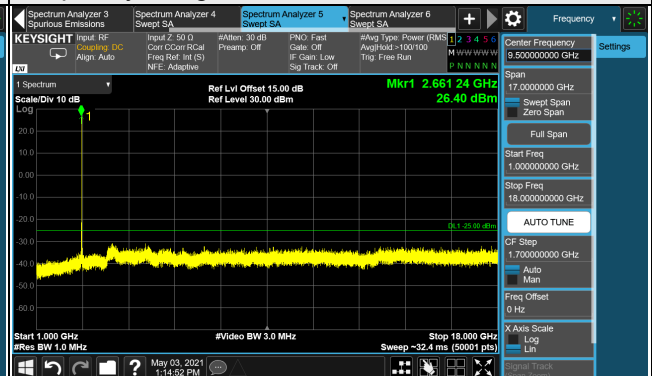 Spectrum Analyzer 3
Spurious Emissions
Spectrum Analyzer 4
Swept SA
Spectrum Analyzer 5
Swept SA
Spectrum Analyzer 6
Swept SA
Frequency
KEYSIGHT
Input: RF
Coupling: DC
Align: Auto
Input Z: 50 Ω
Corr CCorr RCal
Freq Ref: Int (S)
NFE: Adaptive
#Atten: 30 dB
Preamp: Off
PNO: Fast
Gate: Off
IF Gain: Low
Sig Track: Off
#Avg Type: Power (RMS
Avg|Hold:>100/100
Trig: Free Run
1 2 3 4 5 6
M W W W W W
P N N N N N
LXI
1 Spectrum
Scale/Div 10 dB
Ref Lvl Offset 15.00 dB
Ref Level 30.00 dBm
Mkr1 2.661 24 GHz
26.40 dBm
Log
1
20.0
10.0
0.00
-10.0
-20.0
DL1 -25.00 dBm
-30.0
-40.0
-50.0
-60.0
Start 1.000 GHz
#Res BW 1.0 MHz
#Video BW 3.0 MHz
Stop 18.000 GHz
Sweep ~32.4 ms (50001 pts)
May 03, 2021
1:14:52 PM
Center Frequency
9.500000000 GHz
Settings
Span
17.0000000 GHz
Swept Span
Zero Span
Full Span
Start Freq
1.000000000 GHz
Stop Freq
18.000000000 GHz
AUTO TUNE
CF Step
1.700000000 GHz
Auto
Man
Freq Offset
0 Hz
X Axis Scale
Log
Lin
Signal Track